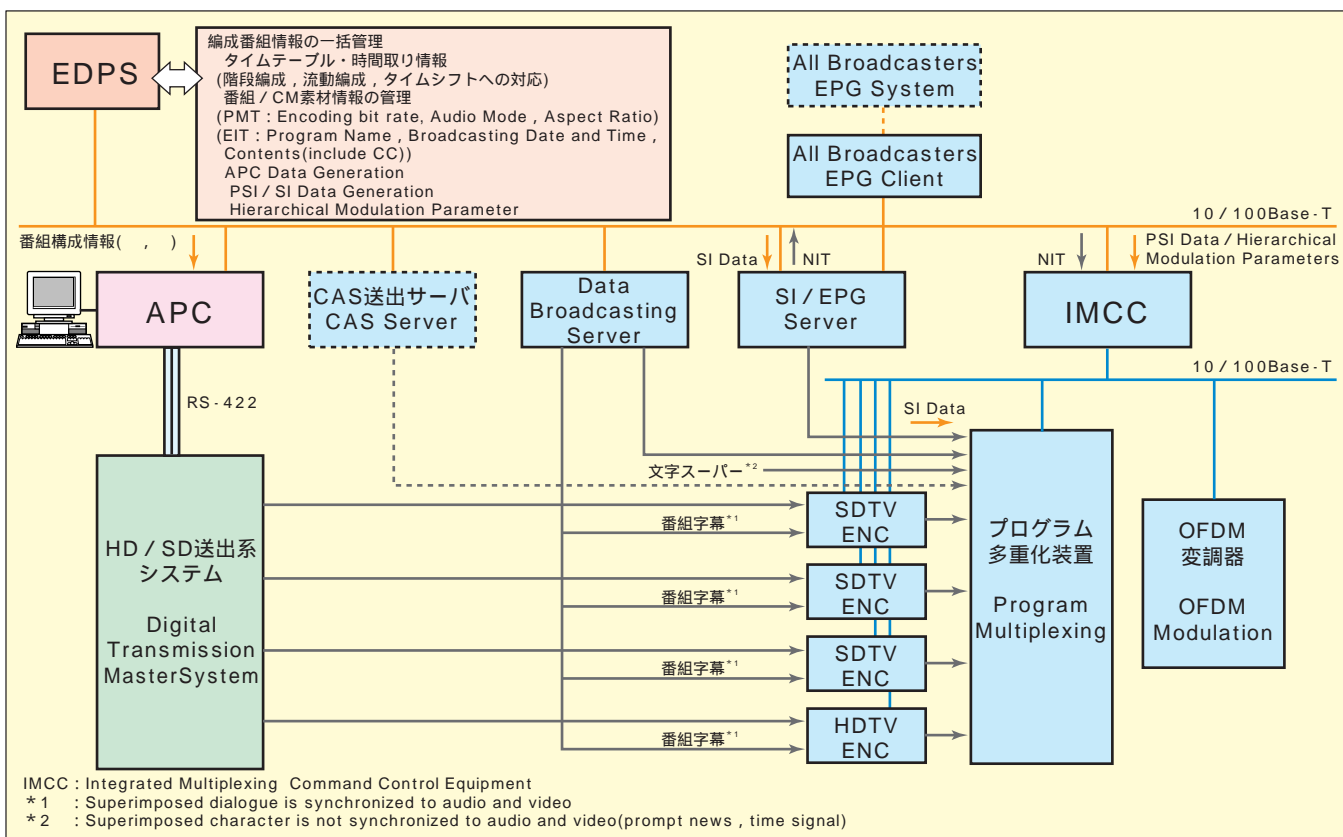 EDPS
編成番組情報の一括管理
タイムテーブル・時間取り情報
(階段編成，流動編成，タイムシフトへの対応)
番組／CM素材情報の管理
(PMT : Encoding bit rate, Audio Mode , Aspect Ratio)
(EIT : Program Name , Broadcasting Date and Time ,
Contents(include CC))
APC Data Generation
PSI / SI Data Generation
Hierarchical Modulation Parameter
All Broadcasters
EPG System
All Broadcasters
EPG Client
10 / 100Base - T
番組構成情報(　，　)
SI Data
NIT
NIT
PSI Data / Hierarchical
Modulation Parameters
APC
CAS送出サーバ
CAS Server
Data
Broadcasting
Server
SI / EPG
Server
IMCC
10 / 100Base - T
RS - 422
SI Data
文字スーパー*2
HD / SD送出系
システム
Digital
Transmission
MasterSystem
番組字幕*1
SDTV
ENC
番組字幕*1
SDTV
ENC
番組字幕*1
SDTV
ENC
番組字幕*1
HDTV
ENC
プログラム
多重化装置
Program
Multiplexing
OFDM
変調器
OFDM
Modulation
IMCC : Integrated Multiplexing Command Control Equipment
*1 : Superimposed dialogue is synchronized to audio and video
*2 : Superimposed character is not synchronized to audio and video(prompt news , time signal)